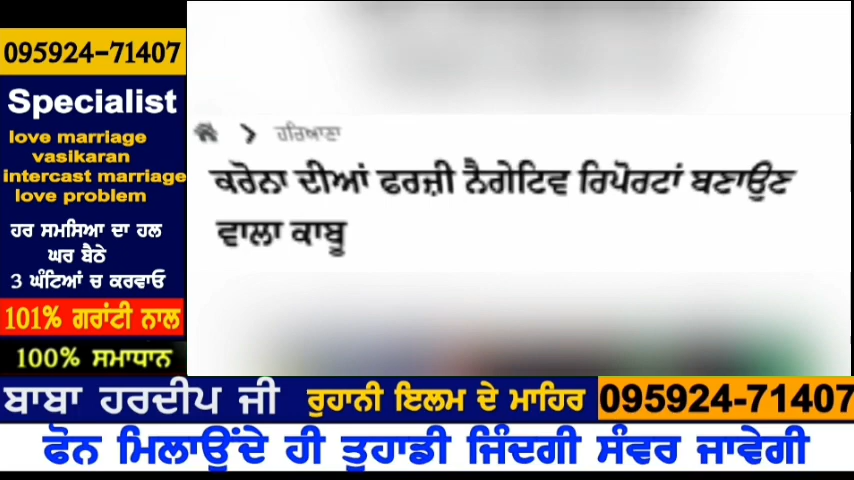 095924-71407
Specialist
love marriage
vasikaran
intercast marriage
love problem
ਹਰ ਸਮਸਿਆ ਦਾ ਹਲ
ਘਰ ਬੈਠੇ
3 ਘੰਟਿਆਂ ਚ ਕਰਵਾਓ
101% ਗਰਾਂਟੀ ਨਾਲ
100% ਸਮਾਧਾਨ
ਹਰਿਆਣਾ
ਕਰੋਨਾ ਦੀਆਂ ਫਰਜ਼ੀ ਨੈਗੇਟਿਵ ਰਿਪੋਰਟਾਂ ਬਣਾਉਣ
ਵਾਲਾ ਕਾਬੂ
ਬਾਬਾ ਹਰਦੀਪ ਜੀ ਰੁਹਾਨੀ ਇਲਮ ਦੇ ਮਾਹਿਰ 095924-71407
ਫੋਨ ਮਿਲਾਉਂਦੇ ਹੀ ਤੁਹਾਡੀ ਜਿੰਦਗੀ ਸੰਵਰ ਜਾਵੇਗੀ